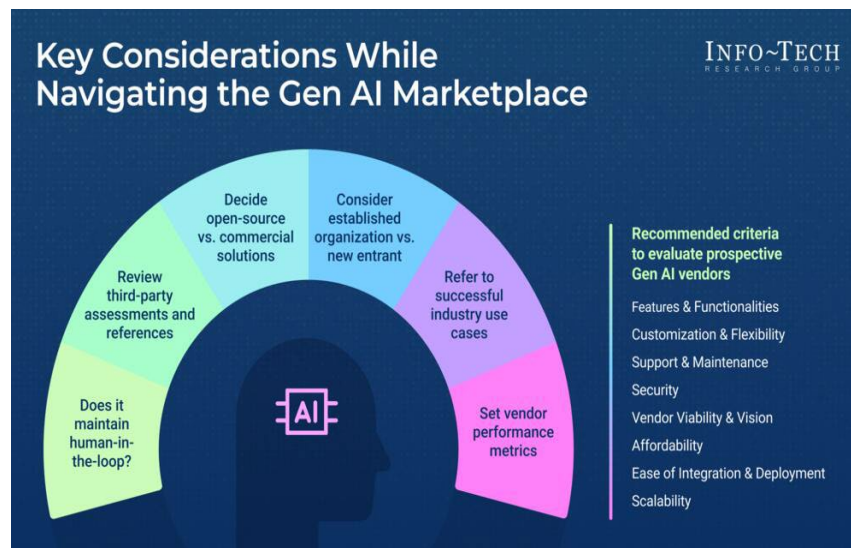 Key Considerations While
Navigating the Gen AI Marketplace
INFO~TECH
RESEARCH GROUP
Does it
maintain
human-in-
the-loop?
Review
third-party
assessments and
references
Decide
open-source
vs. commercial
solutions
Consider
established
organization vs.
new entrant
Refer to
successful
industry use
cases
Set vendor
performance
metrics
AI
Recommended criteria
to evaluate prospective
Gen AI vendors
Features & Functionalities
Customization & Flexibility
Support & Maintenance
Security
Vendor Viability & Vision
Affordability
Ease of Integration & Deployment
Scalability